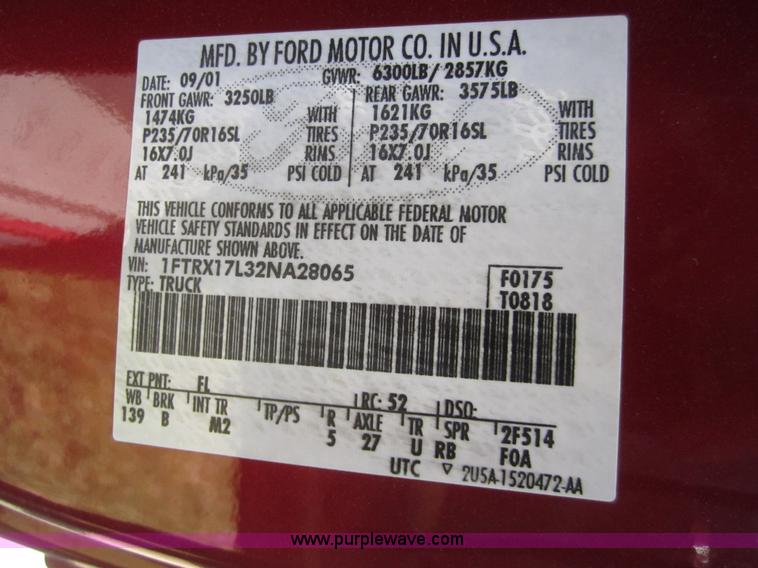 MFD. BY FORD MOTOR CO. IN U.S.A.
DATE: 09/01 GVWR: 6300LB/ 2857KG
FRONT GAWR: 3250LB REAR GAWR: 3575LB
1474KG WITH 1621KG WITH
P235/70R16SL TIRES P235/70R16SL TIRES
16X7.0J RIMS 16X7.0J RIMS
AT 241 kPa/35 PSI COLD AT 241 kPa/35 PSI COLD
THIS VEHICLE CONFORMS TO ALL APPLICABLE FEDERAL MOTOR
VEHICLE SAFETY STANDARDS IN EFFECT ON THE DATE OF
MANUFACTURE SHOWN ABOVE.
VIN: 1FTRX17L32NA28065 F0175
TYPE: TRUCK T0818
EXT PNT: FL RC: 52 DSO:
WB BRK INT TR TP/PS R AXLE TR SPR 2F514
139 B M2 5 27 U RB F0A
UTC ▽ 2U5A-1520472-AA
www.purplewave.com